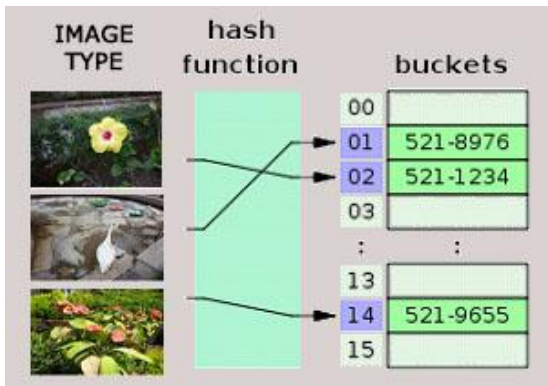 IMAGE
TYPE
hash
function
buckets
00
01 521-8976
02 521-1234
03
: :
13
14 521-9655
15